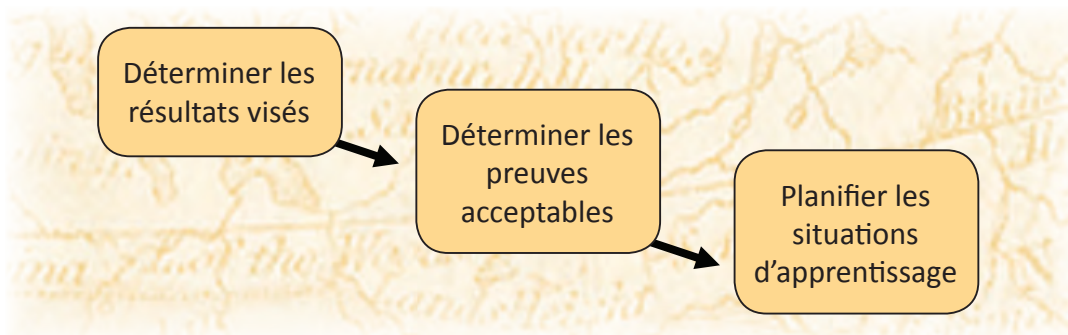 Déterminer les
résultats visés
Déterminer les
preuves
acceptables
Planifier les
situations
d'apprentissage